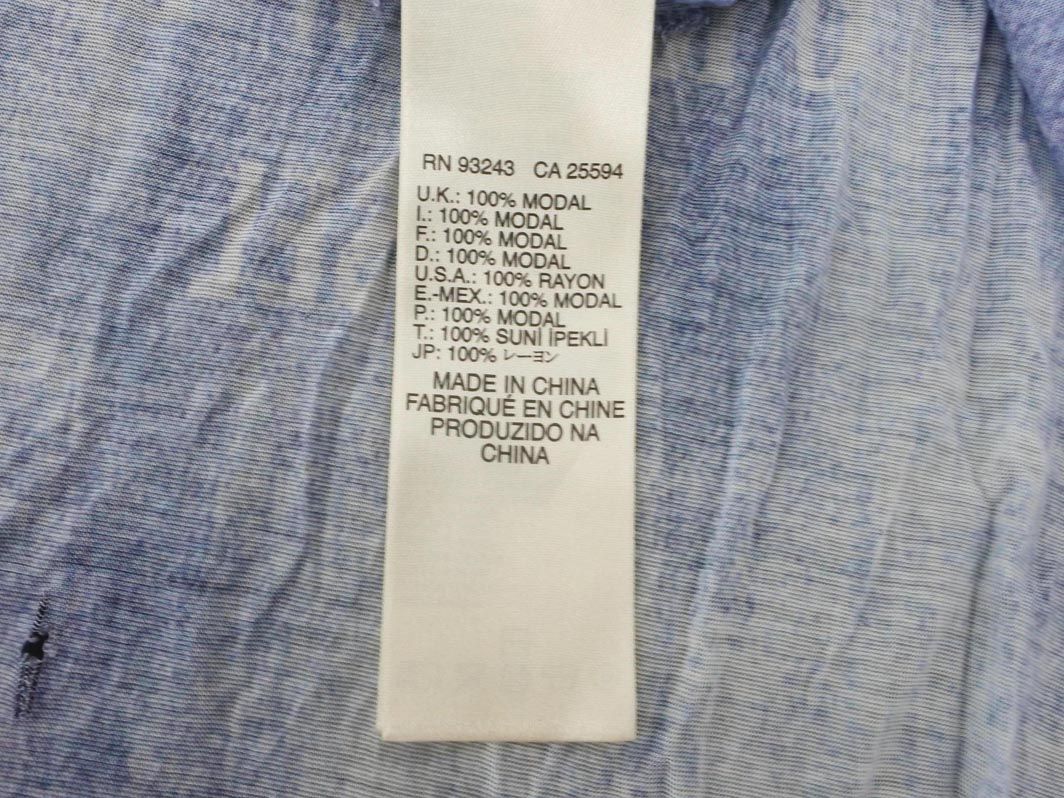 RN 93243 CA 25594
U.K.: 100% MODAL
I.: 100% MODAL
F.: 100% MODAL
D.: 100% MODAL
U.S.A.: 100% RAYON
E.-MEX.: 100% MODAL
P.: 100% MODAL
T.: 100% SUNİ İPEKLİ
JP: 100% レーヨン
MADE IN CHINA
FABRIQUÉ EN CHINE
PRODUZIDO NA
CHINA